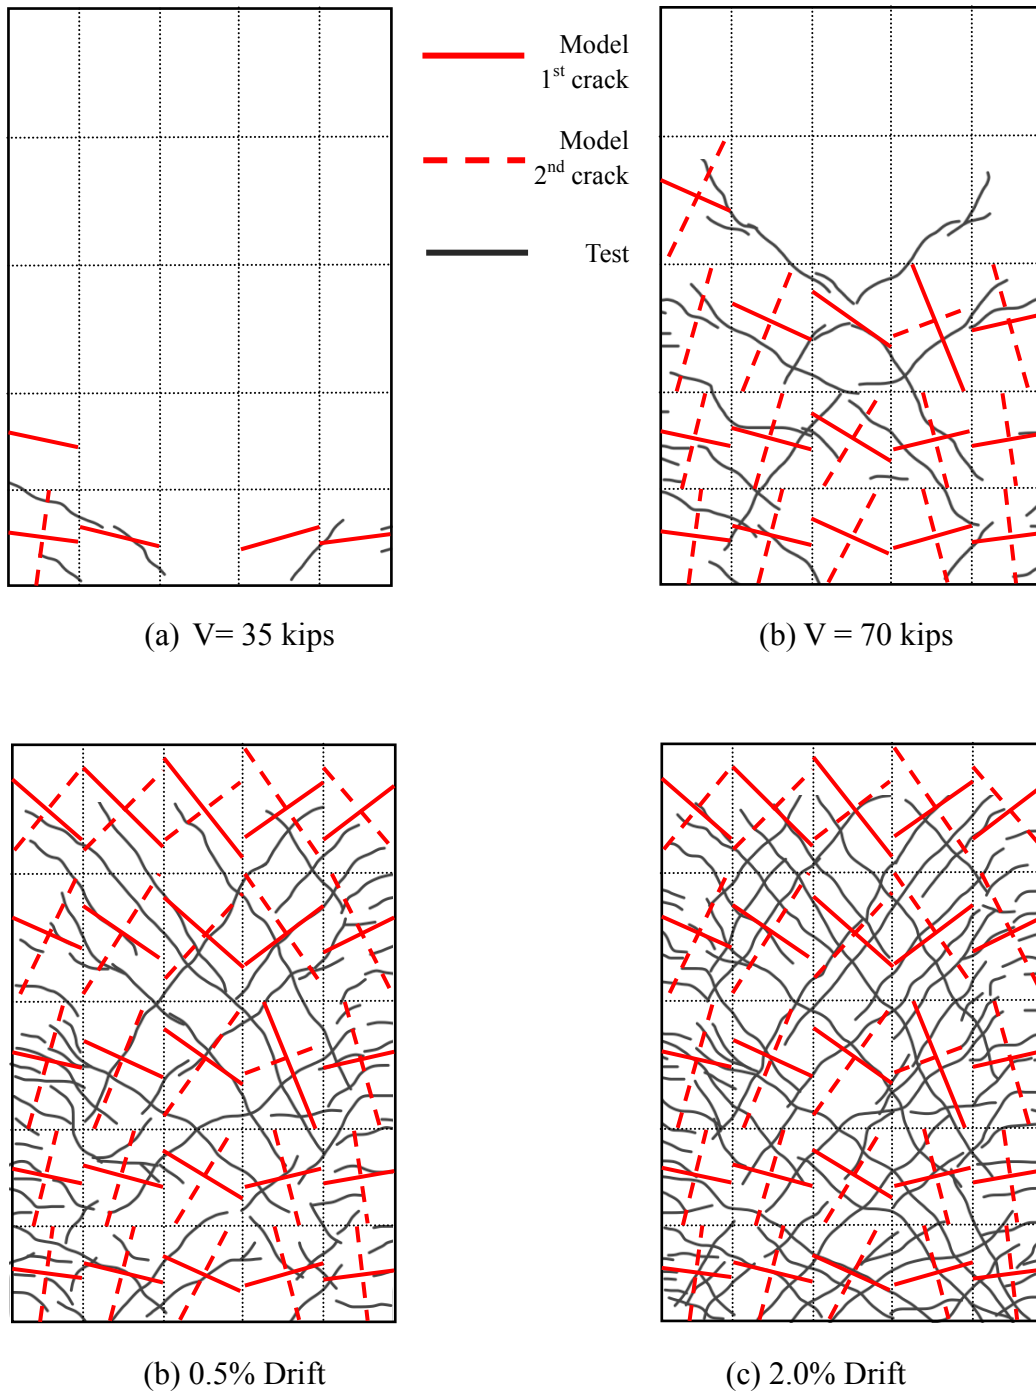 Model
1st crack
Model
2nd crack
Test
(a) V= 35 kips
(b) V = 70 kips
(b) 0.5% Drift
(c) 2.0% Drift